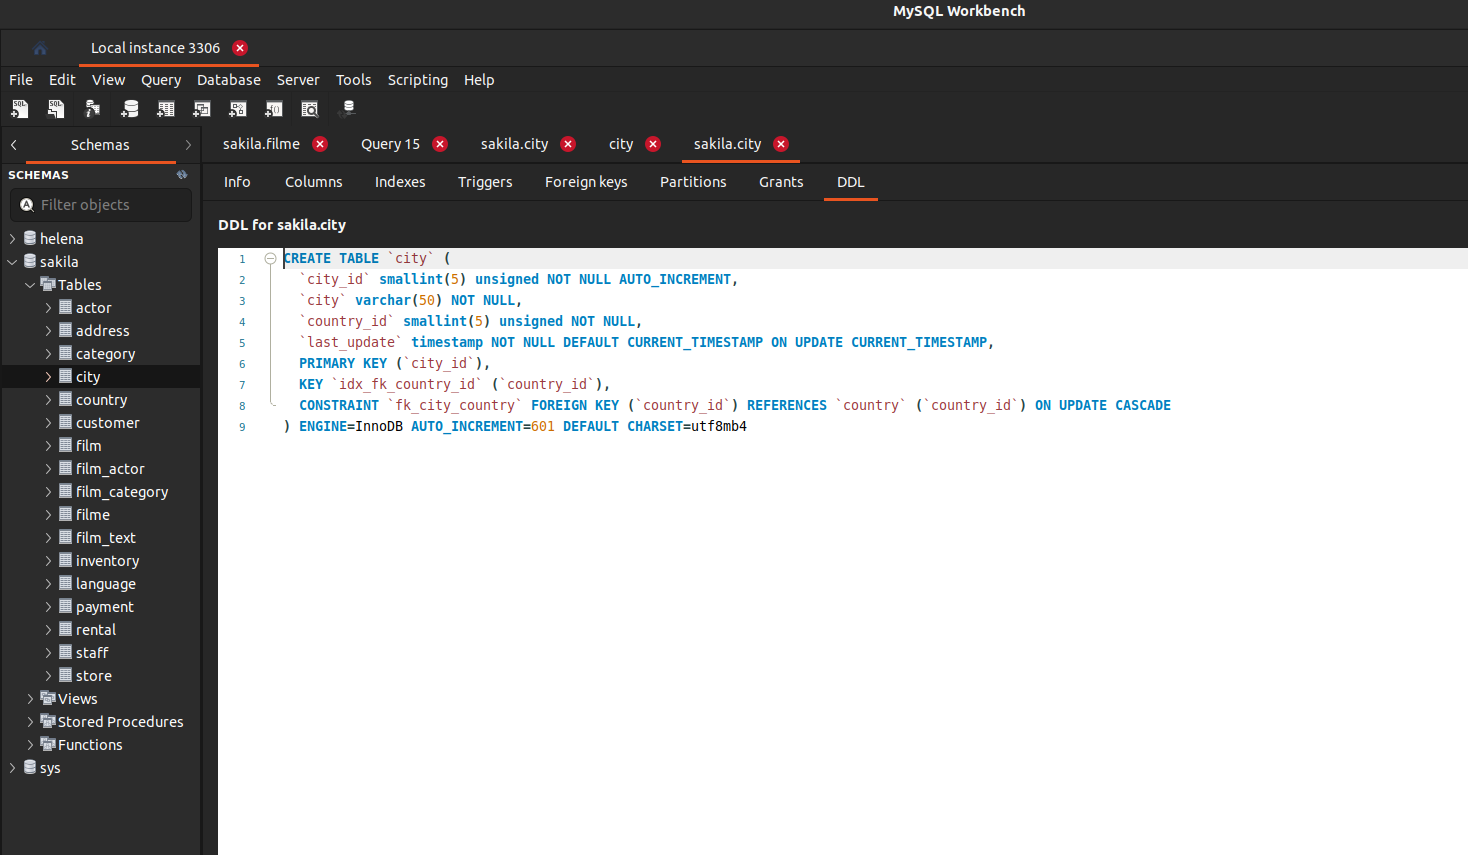 MySQL Workbench
Local instance 3306
File Edit View Query Database Server Tools Scripting Help
Schemas
sakila.filme Query 15 sakila.city city sakila.city
SCHEMAS
Info Columns Indexes Triggers Foreign keys Partitions Grants DDL
Filter objects
DDL for sakila.city
helena
sakila
Tables
actor
address
category
city
country
customer
film
film_actor
film_category
filme
film_text
inventory
language
payment
rental
staff
store
Views
Stored Procedures
Functions
sys
1 CREATE TABLE `city` (
2 `city_id` smallint(5) unsigned NOT NULL AUTO_INCREMENT,
3 `city` varchar(50) NOT NULL,
4 `country_id` smallint(5) unsigned NOT NULL,
5 `last_update` timestamp NOT NULL DEFAULT CURRENT_TIMESTAMP ON UPDATE CURRENT_TIMESTAMP,
6 PRIMARY KEY (`city_id`),
7 KEY `idx_fk_country_id` (`country_id`),
8 CONSTRAINT `fk_city_country` FOREIGN KEY (`country_id`) REFERENCES `country` (`country_id`) ON UPDATE CASCADE
9 ) ENGINE=InnoDB AUTO_INCREMENT=601 DEFAULT CHARSET=utf8mb4